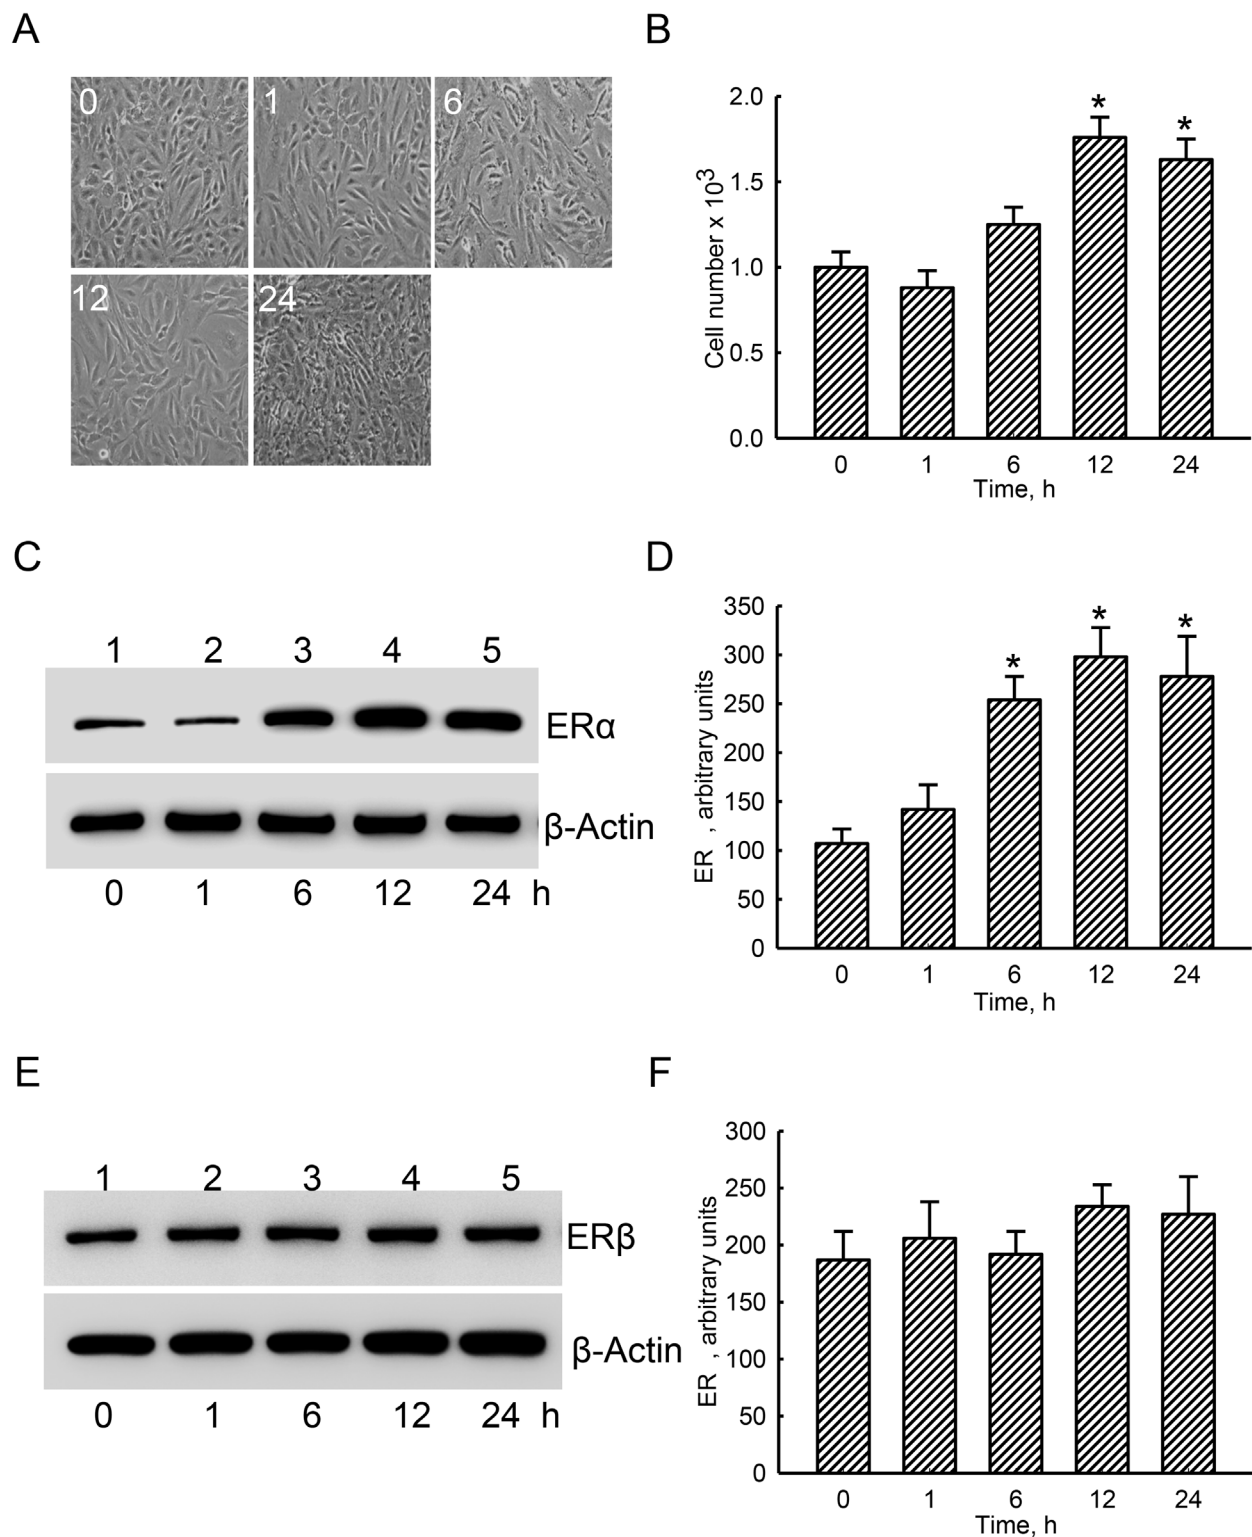 A
0
1
6
12
24
B
2.0
1.5
1.0
0.5
0.0
Cell number x 10³
* *
0 1 6 12 24
Time, h
C
1 2 3 4 5
ERα
β-Actin
0 1 6 12 24 h
D
350
300
250
200
150
100
50
0
ER , arbitrary units
* * *
0 1 6 12 24
Time, h
E
1 2 3 4 5
ERβ
β-Actin
0 1 6 12 24 h
F
300
250
200
150
100
50
0
ER , arbitrary units
0 1 6 12 24
Time, h